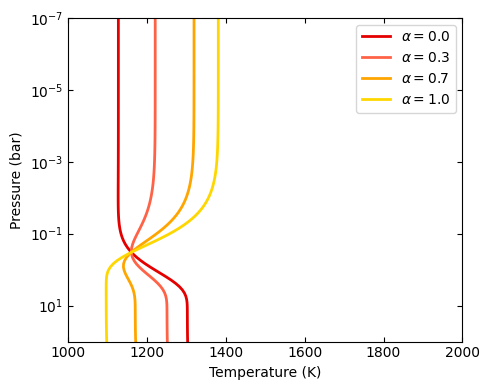 10⁻⁷
10⁻⁵
10⁻³
10⁻¹
10¹
Pressure (bar)
α = 0.0
α = 0.3
α = 0.7
α = 1.0
1000 1200 1400 1600 1800 2000
Temperature (K)